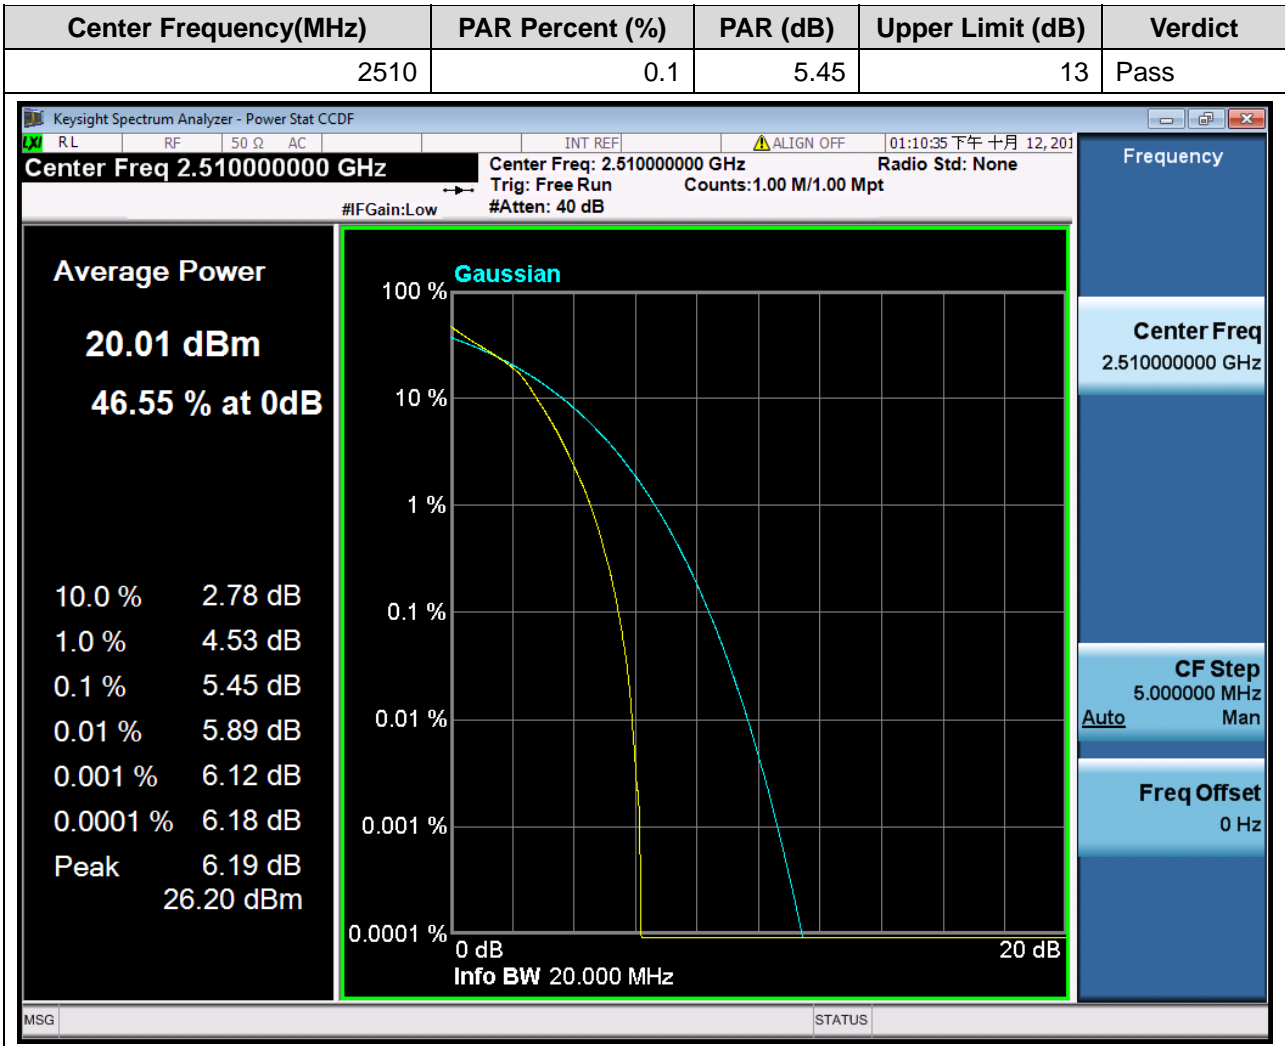 Center Frequency(MHz) PAR Percent (%) PAR (dB) Upper Limit (dB) Verdict
2510 0.1 5.45 13 Pass
Keysight Spectrum Analyzer - Power Stat CCDF
LXI RL RF 50 Ω AC INT REF ALIGN OFF 01:10:35 下午 十月 12, 201
Center Freq 2.510000000 GHz
Center Freq: 2.510000000 GHz Radio Std: None
Trig: Free Run Counts:1.00 M/1.00 Mpt
#IFGain:Low #Atten: 40 dB
Frequency
Average Power
20.01 dBm
46.55 % at 0dB
10.0 % 2.78 dB
1.0 % 4.53 dB
0.1 % 5.45 dB
0.01 % 5.89 dB
0.001 % 6.12 dB
0.0001 % 6.18 dB
Peak 6.19 dB
26.20 dBm
Gaussian
100 %
10 %
1 %
0.1 %
0.01 %
0.001 %
0.0001 %
0 dB 20 dB
Info BW 20.000 MHz
Center Freq
2.510000000 GHz
CF Step
5.000000 MHz
Auto Man
Freq Offset
0 Hz
MSG STATUS